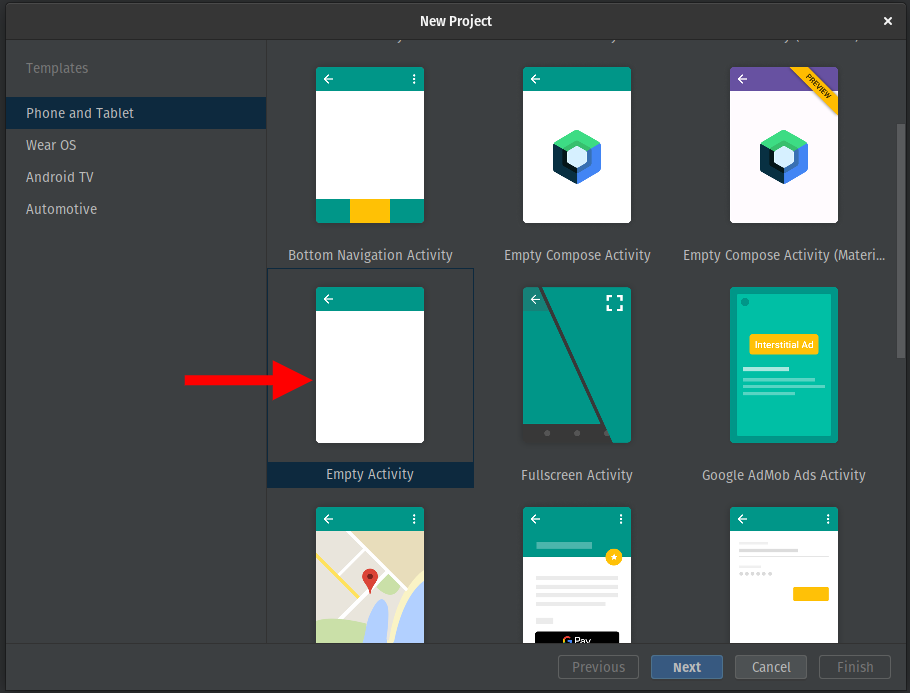 New Project
Templates
Phone and Tablet
Wear OS
Android TV
Automotive
PREVIEW
Bottom Navigation Activity
Empty Compose Activity
Empty Compose Activity (Materi...
Interstitial Ad
Empty Activity
Fullscreen Activity
Google AdMob Ads Activity
G Pay
Previous
Next
Cancel
Finish